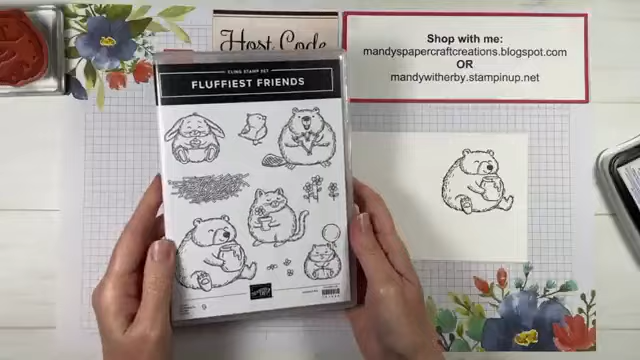 Host Code
Shop with me:
mandyspapercraftcreations.blogspot.com
OR
mandywitherby.stampinup.net
CLING STAMP SET
FLUFFIEST FRIENDS